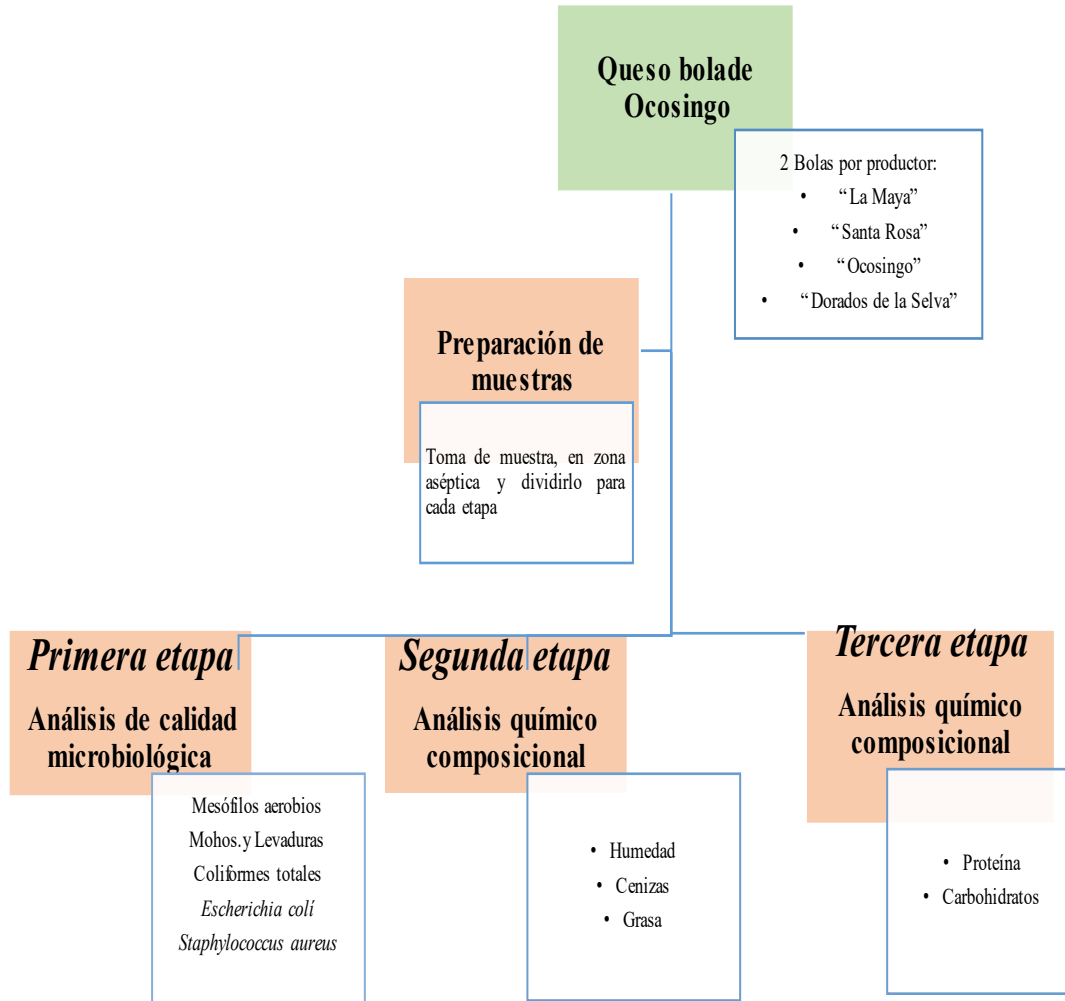 Queso bolade
Ocosingo
2 Bolas por productor:
• “La Maya”
• “Santa Rosa”
• “Ocosingo”
• “Dorados de la Selva”
Preparación de
muestras
Toma de muestra, en zona
aséptica y dividirlo para
cada etapa
Primera etapa
Análisis de calidad
microbiológica
Mesófilos aerobios
Mohos.y Levaduras
Coliformes totales
Escherichia colí
Staphylococcus aureus
Segunda etapa
Análisis químico
composicional
• Humedad
• Cenizas
• Grasa
Tercera etapa
Análisis químico
composicional
• Proteína
• Carbohidratos